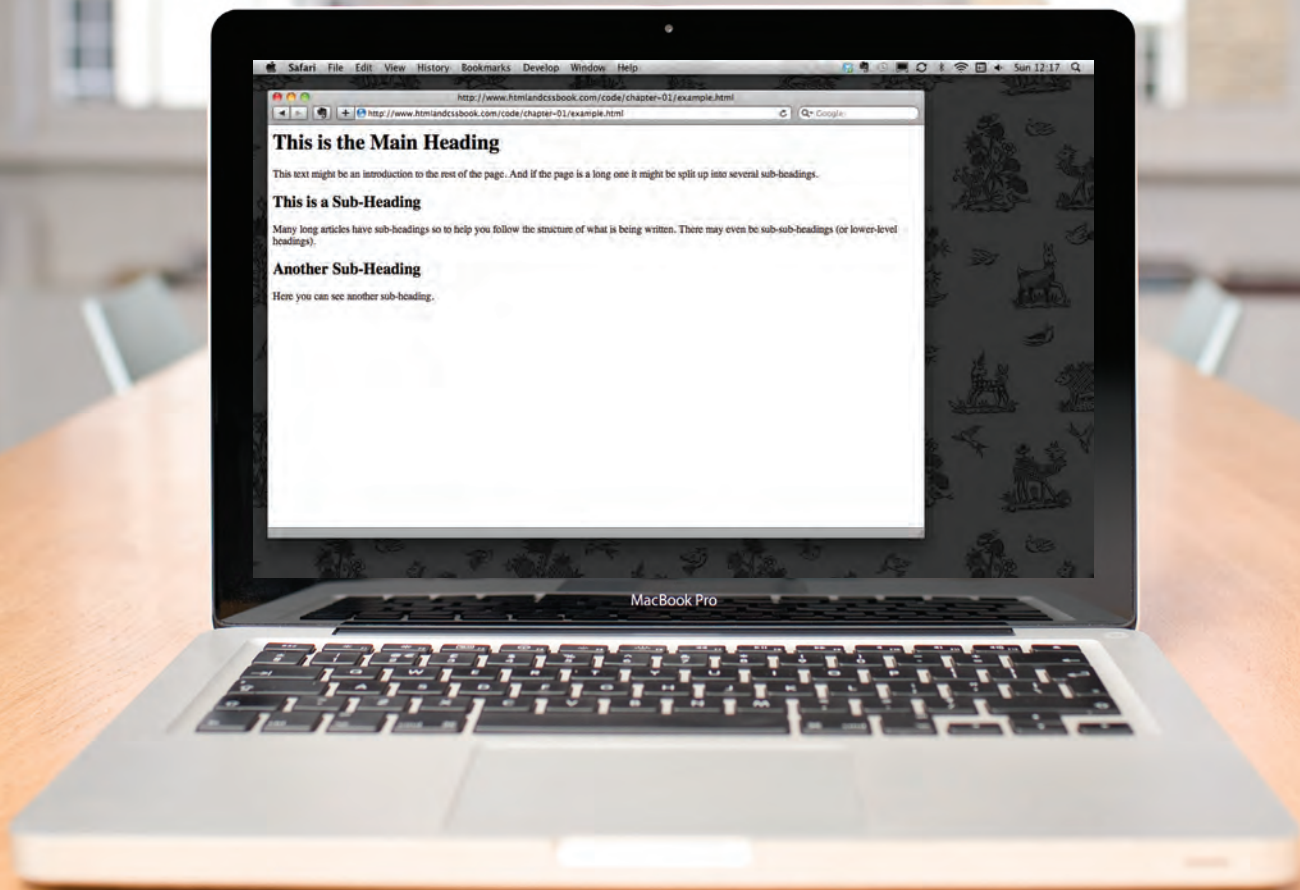 Safari File Edit View History Bookmarks Develop Window Help Sun 12:17
http://www.htmlandcssbook.com/code/chapter-01/example.html
http://www.htmlandcssbook.com/code/chapter-01/example.html Google
This is the Main Heading
This text might be an introduction to the rest of the page. And if the page is a long one it might be split up into several sub-headings.
This is a Sub-Heading
Many long articles have sub-headings so to help you follow the structure of what is being written. There may even be sub-sub-headings (or lower-level
headings).
Another Sub-Heading
Here you can see another sub-heading.
MacBook Pro
Q W E R T Y U I O P
A S D F G H J K L
Z X C V B N M